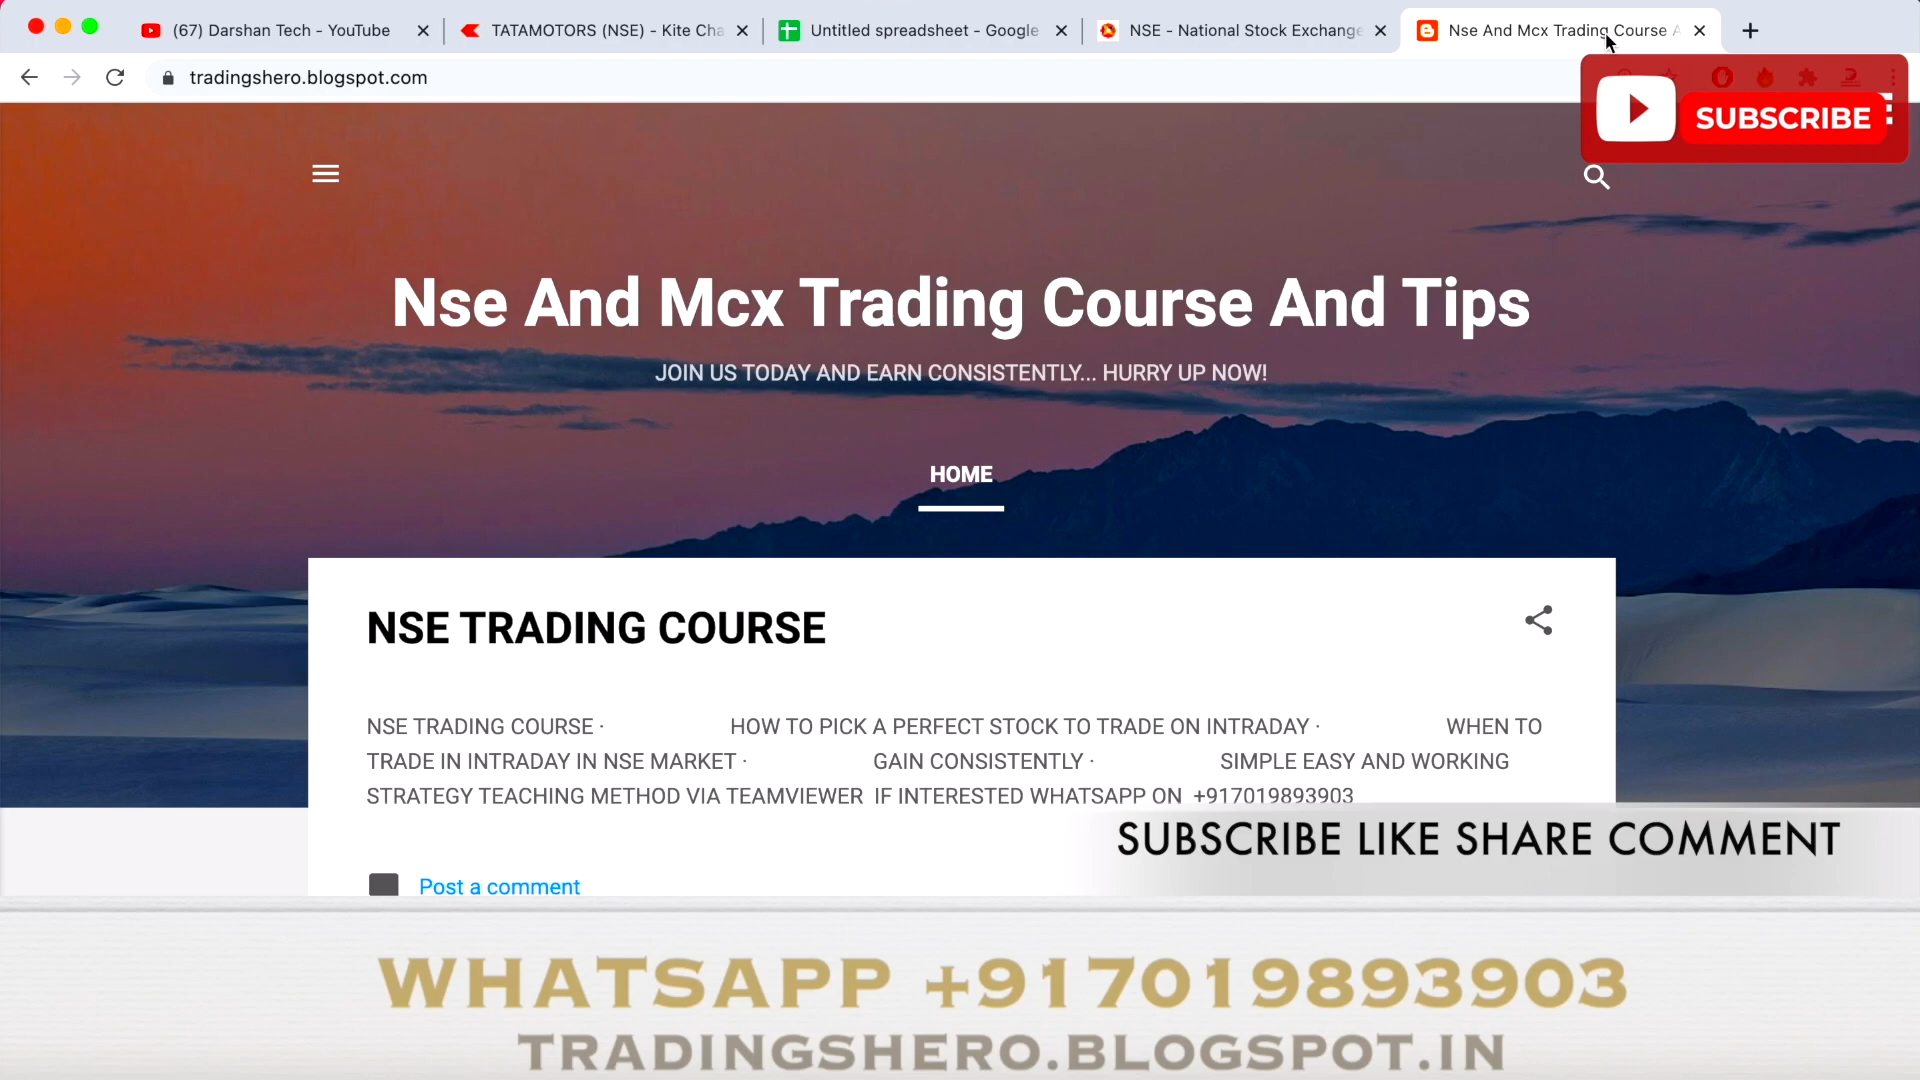 (67) Darshan Tech - YouTube
TATAMOTORS (NSE) - Kite Cha
Untitled spreadsheet - Google
NSE - National Stock Exchange
Nse And Mcx Trading Course A
tradingshero.blogspot.com
SUBSCRIBE
Nse And Mcx Trading Course And Tips
JOIN US TODAY AND EARN CONSISTENTLY... HURRY UP NOW!
HOME
NSE TRADING COURSE
NSE TRADING COURSE · HOW TO PICK A PERFECT STOCK TO TRADE ON INTRADAY · WHEN TO
TRADE IN INTRADAY IN NSE MARKET · GAIN CONSISTENTLY · SIMPLE EASY AND WORKING
STRATEGY TEACHING METHOD VIA TEAMVIEWER IF INTERESTED WHATSAPP ON +917019893903
SUBSCRIBE LIKE SHARE COMMENT
Post a comment
WHATSAPP +917019893903
TRADINGSHERO.BLOGSPOT.IN